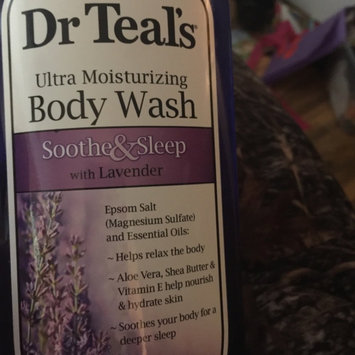 Dr Teal's
Ultra Moisturizing
Body Wash
Soothe&Sleep
with Lavender
Epsom Salt
(Magnesium Sulfate)
and Essential Oils:
~ Helps relax the body
~ Aloe Vera, Shea Butter &
Vitamin E help nourish
& hydrate skin
~ Soothes your body for a
deeper sleep